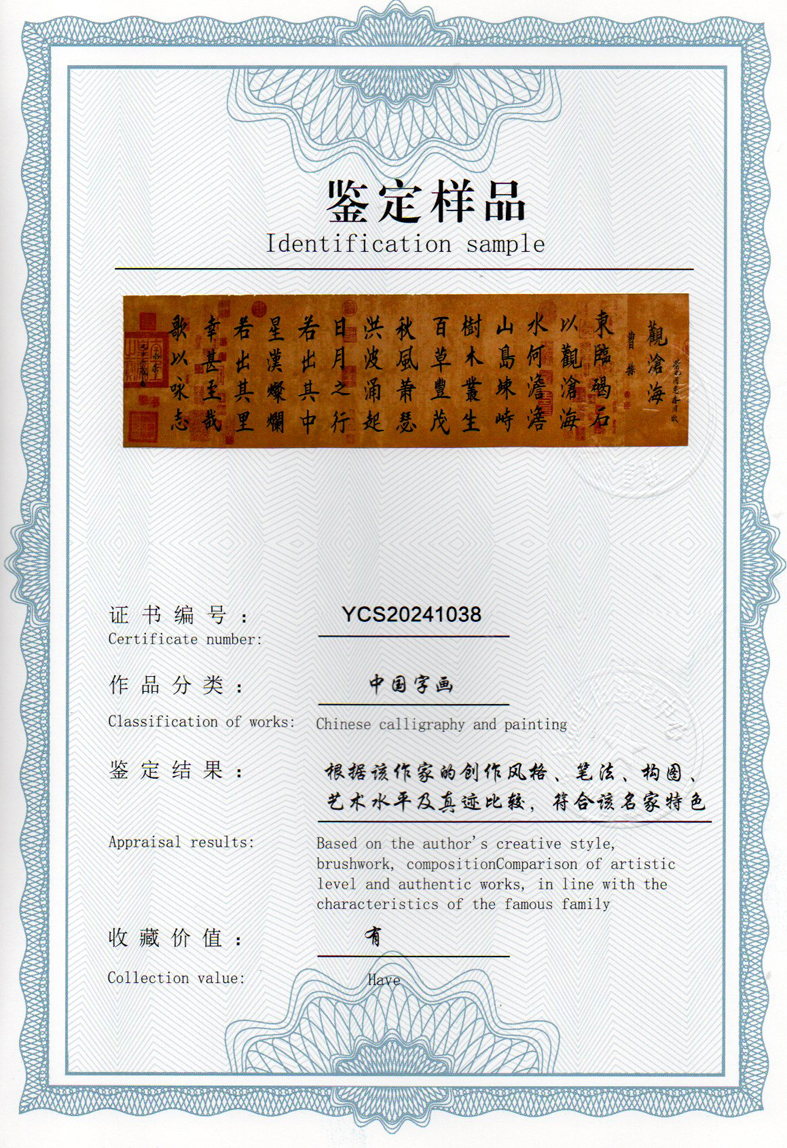 鉴定样品
Identification sample
觀滄海
曹操
東臨碣石
以觀滄海
水何澹澹
山島竦峙
樹木叢生
百草豐茂
秋風蕭瑟
洪波涌起
日月之行
若出其中
星漢燦爛
若出其里
幸甚至哉
歌以咏志
证书编号： YCS20241038
Certificate number:
作品分类： 中国字画
Classification of works: Chinese calligraphy and painting
鉴定结果： 根据该作家的创作风格、笔法、构图、
艺术水平及真迹比较，符合该名家特色
Appraisal results: Based on the author's creative style,
brushwork, compositionComparison of artistic
level and authentic works, in line with the
characteristics of the famous family
收藏价值： 有
Collection value: Have